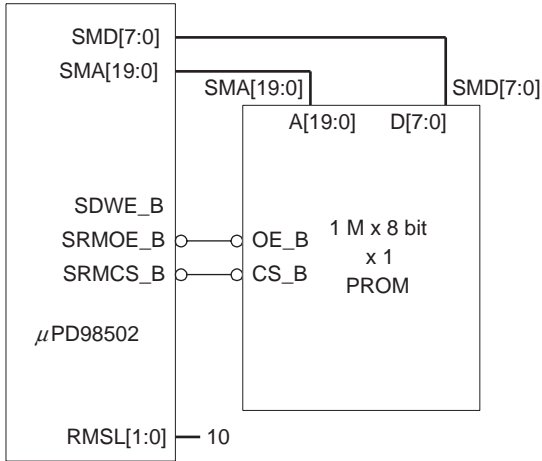 SMD[7:0]
SMA[19:0]
SMA[19:0]
SMD[7:0]
A[19:0] D[7:0]
SDWE_B
SRMOE_B
OE_B
SRMCS_B
CS_B
1 M x 8 bit
x 1
PROM
μPD98502
RMSL[1:0]
10